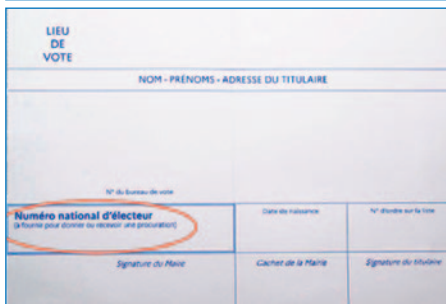 LIEU
DE
VOTE
NOM - PRÉNOMS - ADRESSE DU TITULAIRE
N° du bureau de vote
Numéro national d'électeur
(à fournir pour donner ou recevoir une procuration)
Date de naissance
N° d'ordre sur la liste
Signature du Maire
Cachet de la Mairie
Signature du titulaire